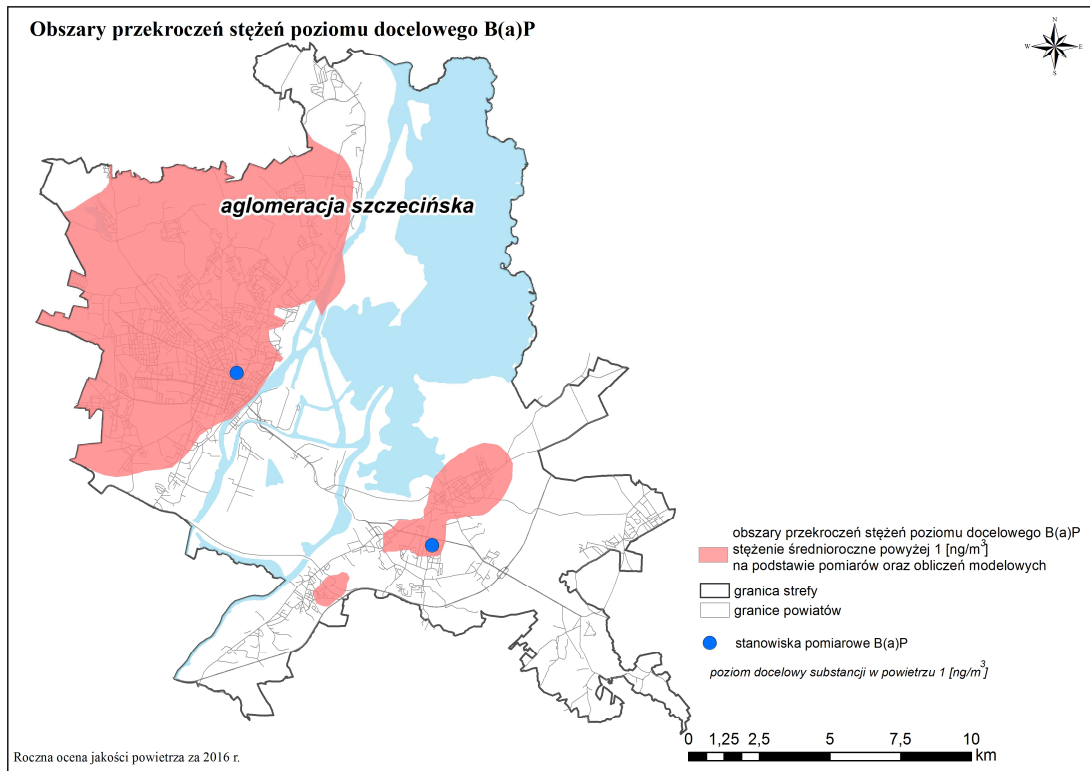 Obszary przekroczeń stężeń poziomu docelowego B(a)P
N
W
E
S
aglomeracja szczecińska
obszary przekroczeń stężeń poziomu docelowego B(a)P
stężenie średnioroczne powyżej 1 [ng/m³]
na podstawie pomiarów oraz obliczeń modelowych
granica strefy
granice powiatów
stanowiska pomiarowe B(a)P
poziom docelowy substancji w powietrzu 1 [ng/m³]
0 1,25 2,5 5 7,5 10
km
Roczna ocena jakości powietrza za 2016 r.